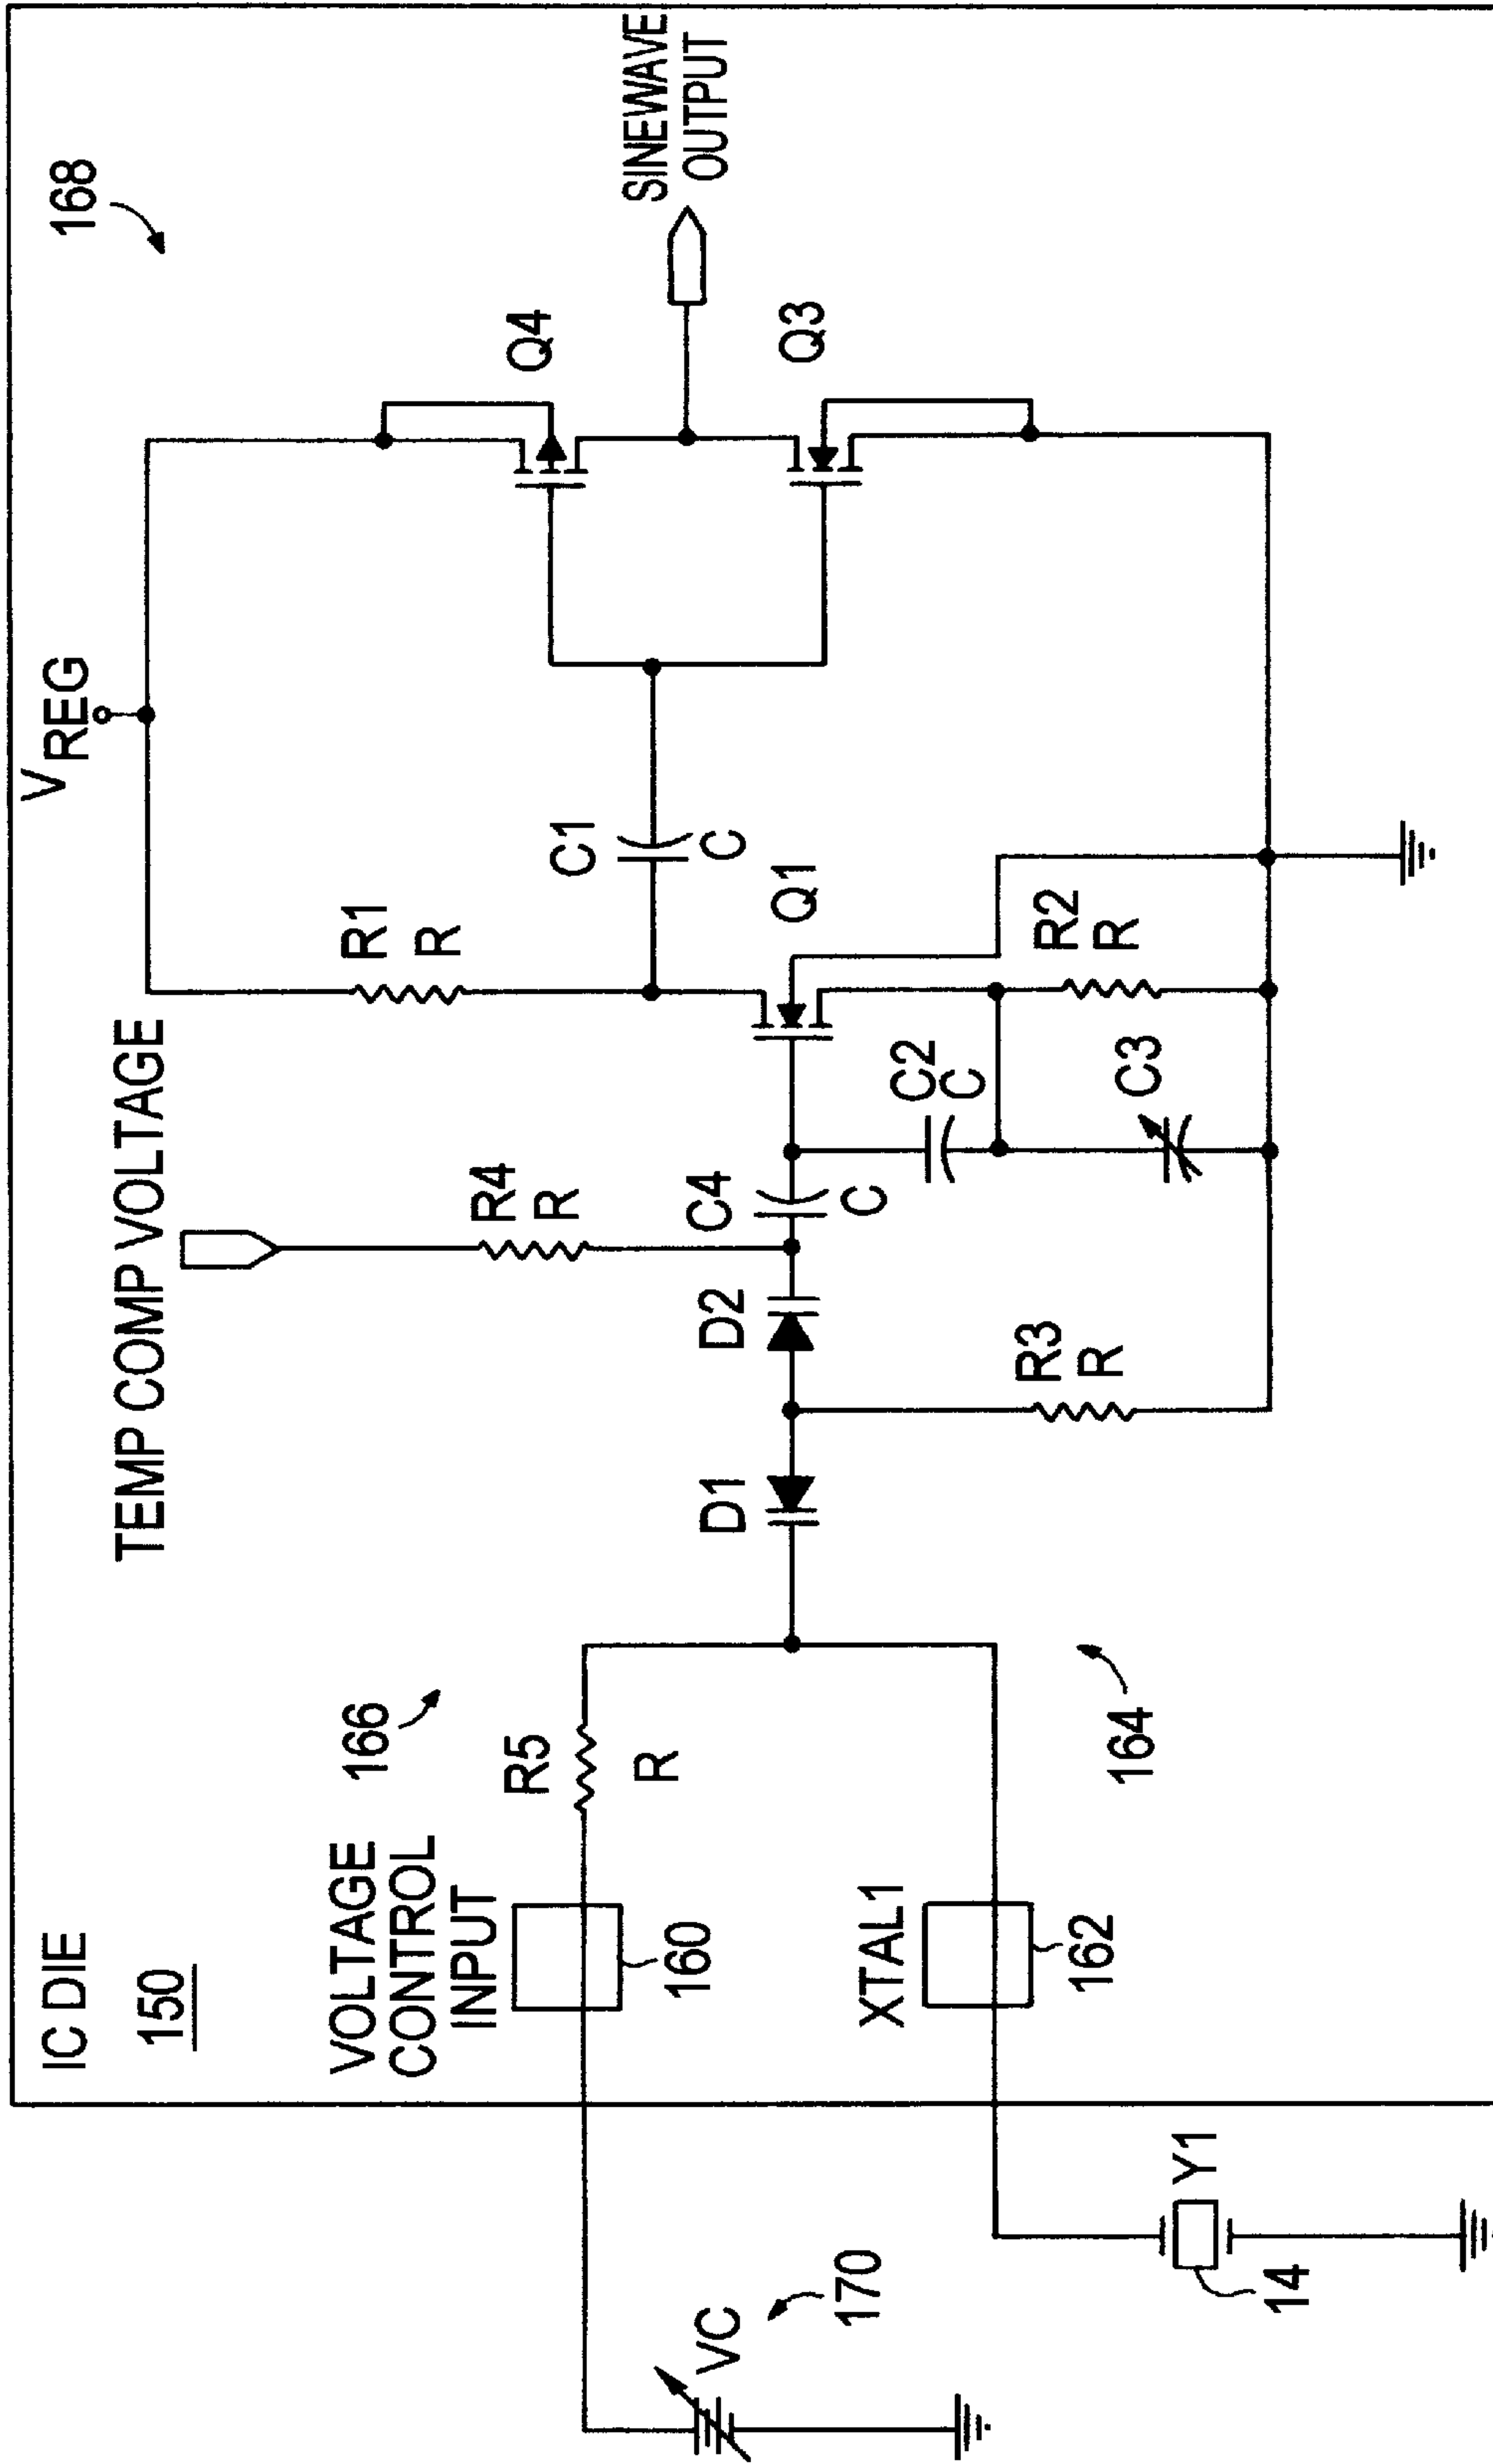 IC DIE
150
VOLTAGE
CONTROL
INPUT
160
166
R5
R
XTAL1
162
164
VC
170
Y1
14
TEMP COMP VOLTAGE
R4
R
D1
D2
R3
R
C4
C
C2
C
C3
Q1
R2
R
R1
R
C1
C
VREG
168
Q4
Q3
SINEWAVE
OUTPUT